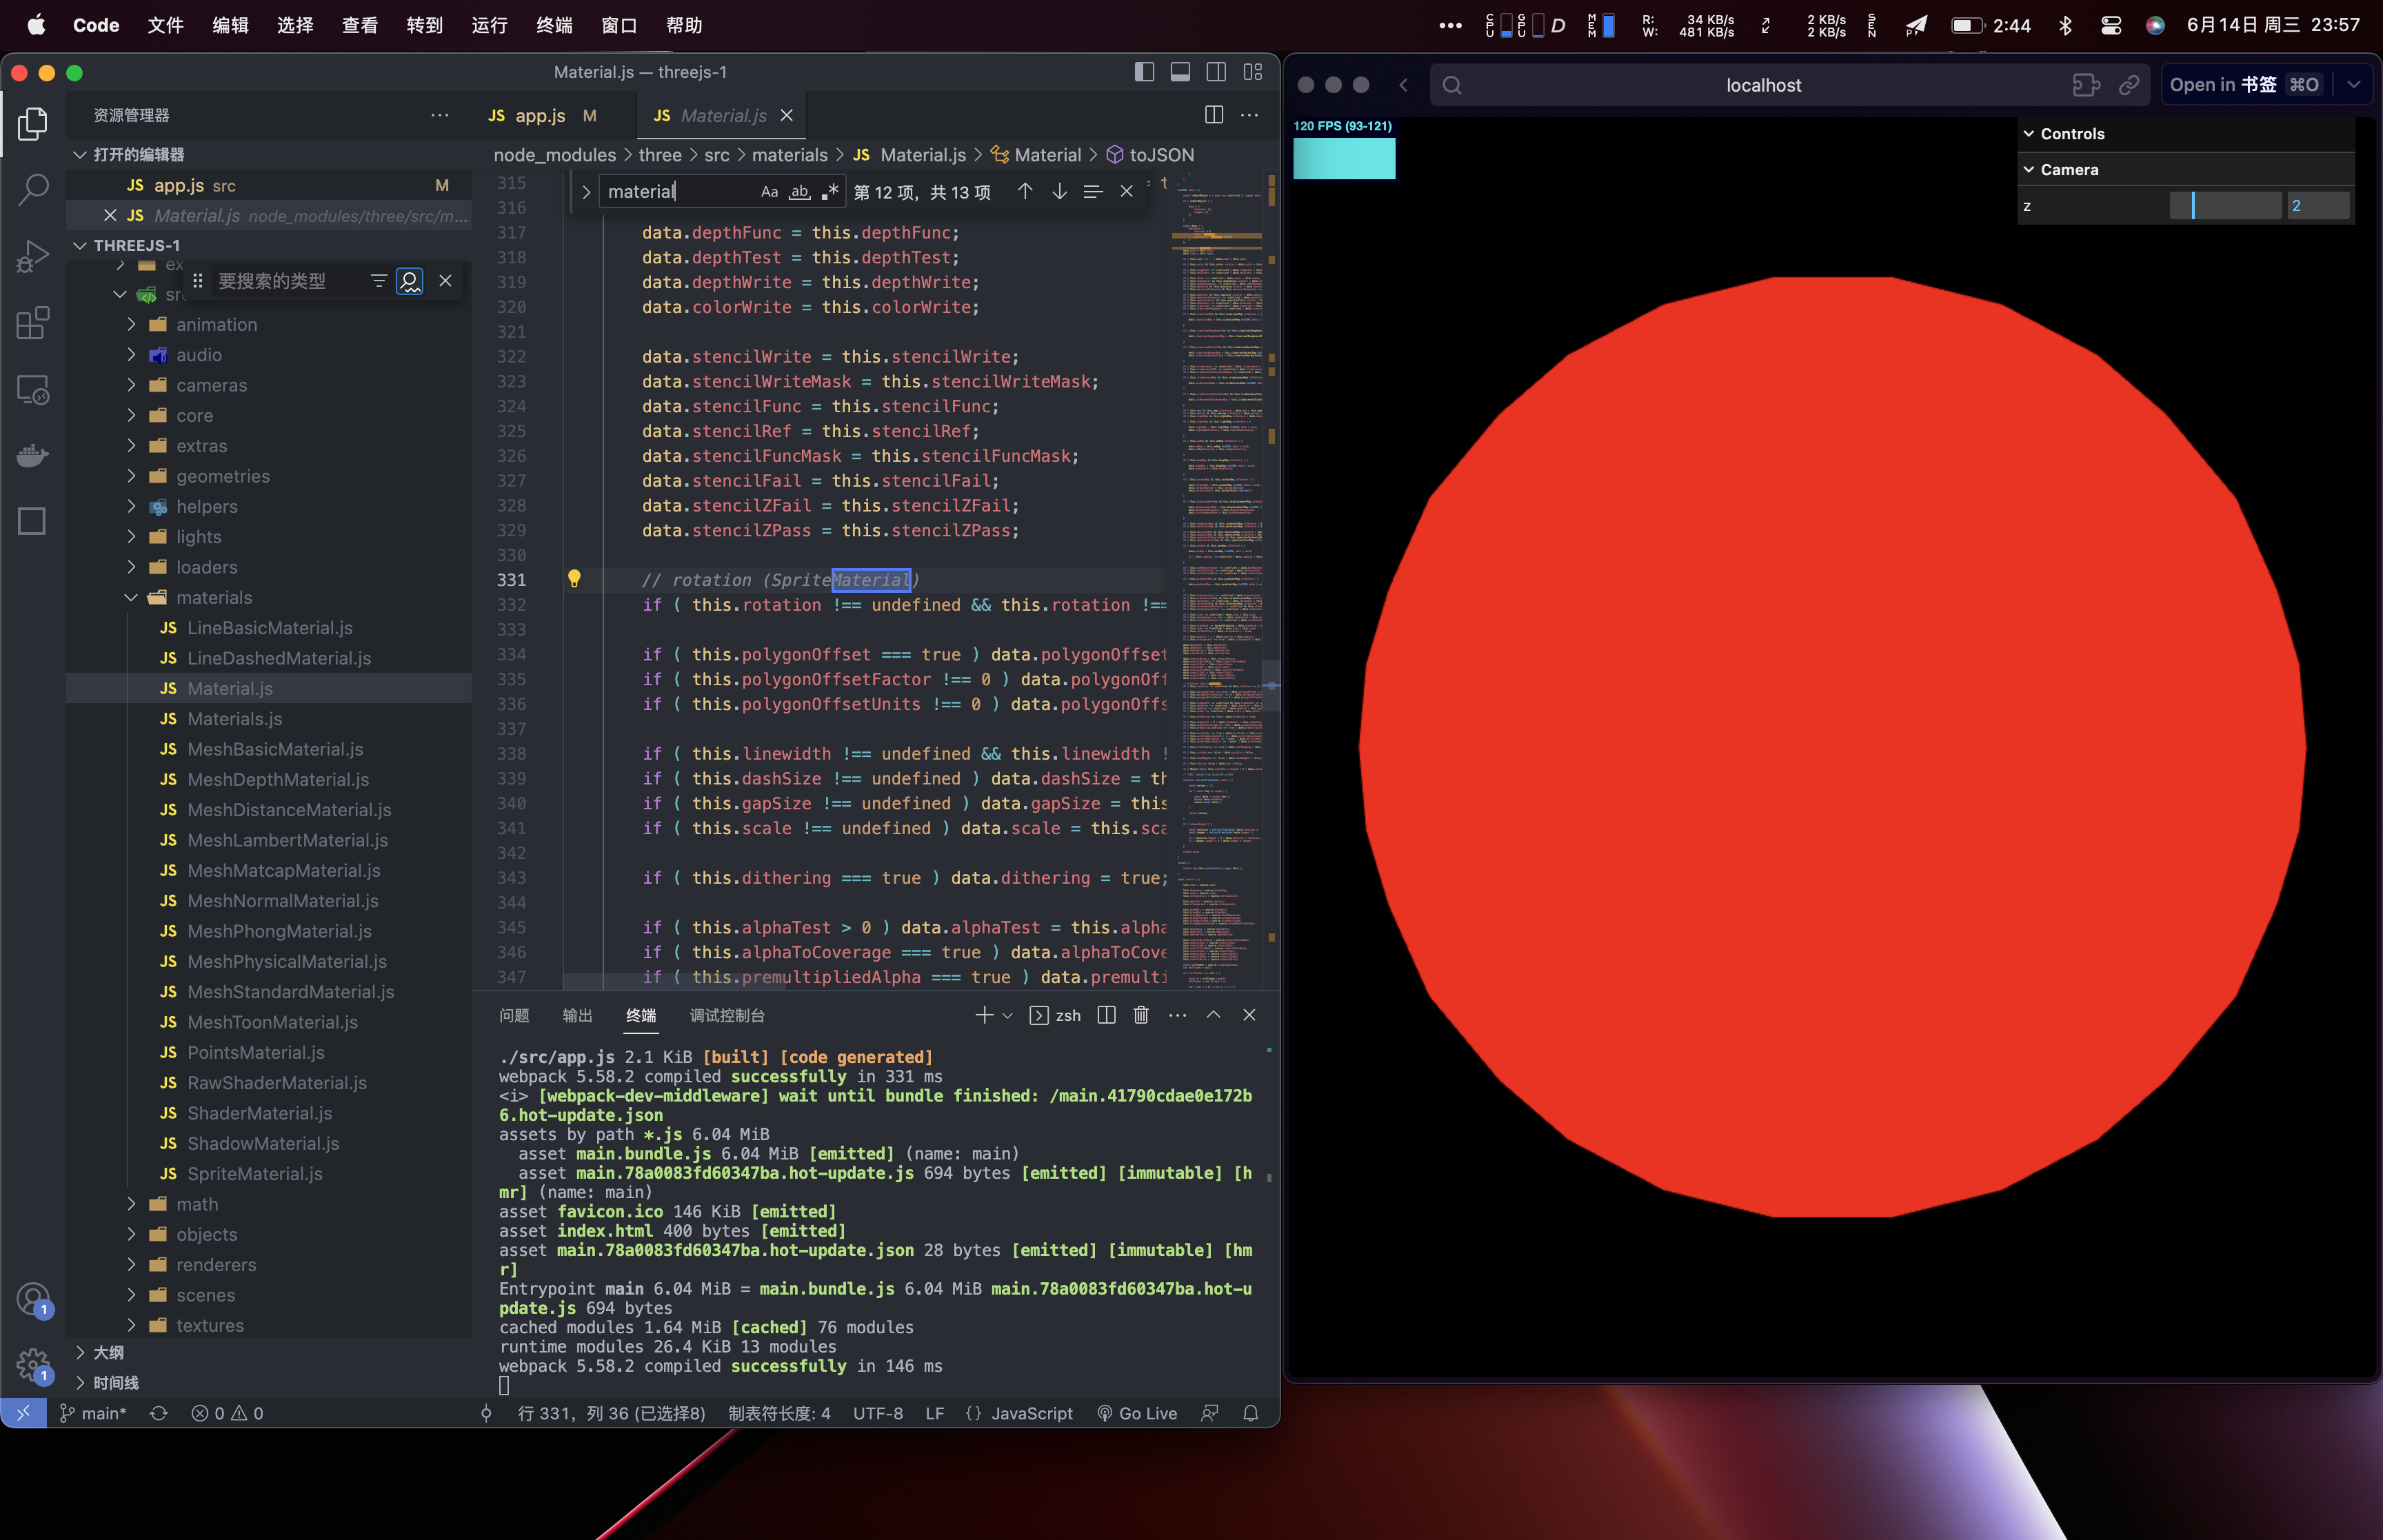 Code 文件 编辑 选择 查看 转到 运行 终端 窗口 帮助
CPU GPU D MEM R: 34 KB/s W: 481 KB/s 2 KB/s 2 KB/s SEN 2:44 6月14日 周三 23:57
Material.js — threejs-1
资源管理器
打开的编辑器
JS app.js src M
JS Material.js node_modules/three/src/m...
THREEJS-1
ex
要搜索的类型
animation
audio
cameras
core
extras
geometries
helpers
lights
loaders
materials
JS LineBasicMaterial.js
JS LineDashedMaterial.js
JS Material.js
JS Materials.js
JS MeshBasicMaterial.js
JS MeshDepthMaterial.js
JS MeshDistanceMaterial.js
JS MeshLambertMaterial.js
JS MeshMatcapMaterial.js
JS MeshNormalMaterial.js
JS MeshPhongMaterial.js
JS MeshPhysicalMaterial.js
JS MeshStandardMaterial.js
JS MeshToonMaterial.js
JS PointsMaterial.js
JS RawShaderMaterial.js
JS ShaderMaterial.js
JS ShadowMaterial.js
JS SpriteMaterial.js
math
objects
renderers
scenes
textures
大纲
时间线
JS app.js M JS Material.js
node_modules > three > src > materials > JS Material.js > Material > toJSON
material Aa ab 第 12 项，共 13 项
315
316
317 data.depthFunc = this.depthFunc;
318 data.depthTest = this.depthTest;
319 data.depthWrite = this.depthWrite;
320 data.colorWrite = this.colorWrite;
321
322 data.stencilWrite = this.stencilWrite;
323 data.stencilWriteMask = this.stencilWriteMask;
324 data.stencilFunc = this.stencilFunc;
325 data.stencilRef = this.stencilRef;
326 data.stencilFuncMask = this.stencilFuncMask;
327 data.stencilFail = this.stencilFail;
328 data.stencilZFail = this.stencilZFail;
329 data.stencilZPass = this.stencilZPass;
330
331 // rotation (SpriteMaterial)
332 if ( this.rotation !== undefined && this.rotation !==
333
334 if ( this.polygonOffset === true ) data.polygonOffset
335 if ( this.polygonOffsetFactor !== 0 ) data.polygonOff
336 if ( this.polygonOffsetUnits !== 0 ) data.polygonOffs
337
338 if ( this.linewidth !== undefined && this.linewidth !
339 if ( this.dashSize !== undefined ) data.dashSize = th
340 if ( this.gapSize !== undefined ) data.gapSize = this
341 if ( this.scale !== undefined ) data.scale = this.sca
342
343 if ( this.dithering === true ) data.dithering = true;
344
345 if ( this.alphaTest > 0 ) data.alphaTest = this.alpha
346 if ( this.alphaToCoverage === true ) data.alphaToCove
347 if ( this.premultipliedAlpha === true ) data.premulti
问题 输出 终端 调试控制台 zsh
./src/app.js 2.1 KiB [built] [code generated]
webpack 5.58.2 compiled successfully in 331 ms
<i> [webpack-dev-middleware] wait until bundle finished: /main.41790cdae0e172b
6.hot-update.json
assets by path *.js 6.04 MiB
asset main.bundle.js 6.04 MiB [emitted] (name: main)
asset main.78a0083fd60347ba.hot-update.js 694 bytes [emitted] [immutable] [h
mr] (name: main)
asset favicon.ico 146 KiB [emitted]
asset index.html 400 bytes [emitted]
asset main.78a0083fd60347ba.hot-update.json 28 bytes [emitted] [immutable] [hm
r]
Entrypoint main 6.04 MiB = main.bundle.js 6.04 MiB main.78a0083fd60347ba.hot-u
pdate.js 694 bytes
cached modules 1.64 MiB [cached] 76 modules
runtime modules 26.4 KiB 13 modules
webpack 5.58.2 compiled successfully in 146 ms
main* 0 0 行 331，列 36 (已选择8) 制表符长度: 4 UTF-8 LF {} JavaScript Go Live
1
1
localhost Open in 书签 ⌘O
120 FPS (93-121)
Controls
Camera
z 2